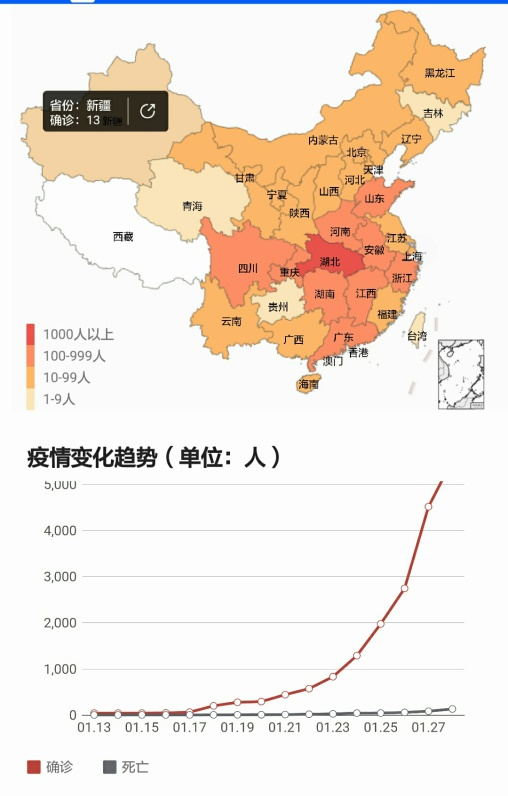 黑龙江
吉林
省份：新疆
确诊：13
新疆
辽宁
内蒙古
北京
天津
甘肃
河北
宁夏
山西
山东
青海
陕西
河南
江苏
西藏
安徽
上海
湖北
四川
重庆
浙江
湖南
江西
贵州
福建
云南
台湾
广西
广东
香港
澳门
海南
1000人以上
100-999人
10-99人
1-9人
疫情变化趋势（单位：人）
5,000
4,000
3,000
2,000
1,000
0
01.13 01.15 01.17 01.19 01.21 01.23 01.25 01.27
确诊 死亡